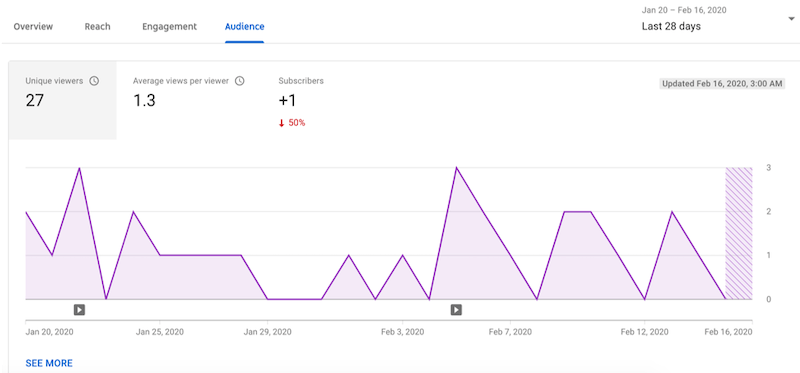 Jan 20 – Feb 16, 2020
Overview Reach Engagement Audience Last 28 days
Unique viewers Average views per viewer Subscribers
Updated Feb 16, 2020, 3:00 AM
27 1.3 +1
50%
3
2
1
0
Jan 20, 2020 Jan 25, 2020 Jan 29, 2020 Feb 3, 2020 Feb 7, 2020 Feb 12, 2020 Feb 16, 2020
SEE MORE